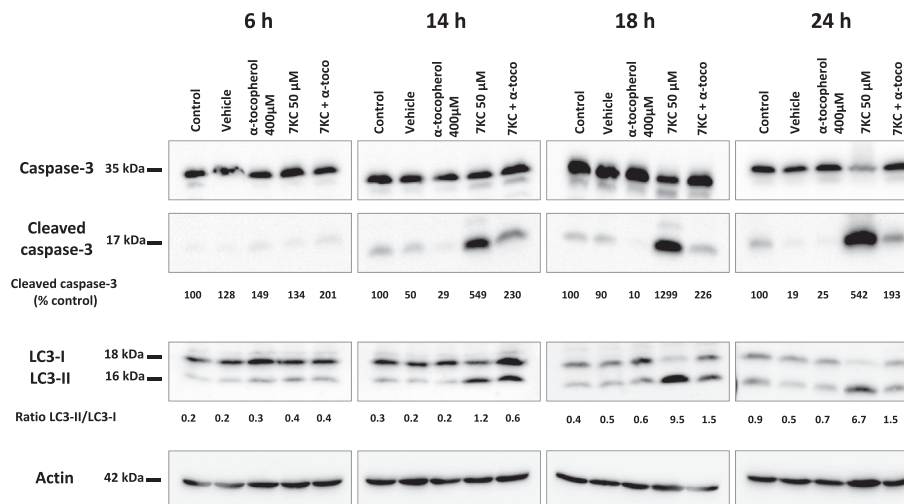 6 h 14 h 18 h 24 h
Control Vehicle α-tocopherol 400µM 7KC 50 µM 7KC + α-toco Control Vehicle α-tocopherol 400µM 7KC 50 µM 7KC + α-toco Control Vehicle α-tocopherol 400µM 7KC 50 µM 7KC + α-toco Control Vehicle α-tocopherol 400µM 7KC 50 µM 7KC + α-toco
Caspase-3 35 kDa
Cleaved
caspase-3 17 kDa
Cleaved caspase-3
(% control)
100 128 149 134 201 100 50 29 549 230 100 90 10 1299 226 100 19 25 542 193
LC3-I 18 kDa
LC3-II 16 kDa
Ratio LC3-II/LC3-I 0.2 0.2 0.3 0.4 0.4 0.3 0.2 0.2 1.2 0.6 0.4 0.5 0.6 9.5 1.5 0.9 0.5 0.7 6.7 1.5
Actin 42 kDa